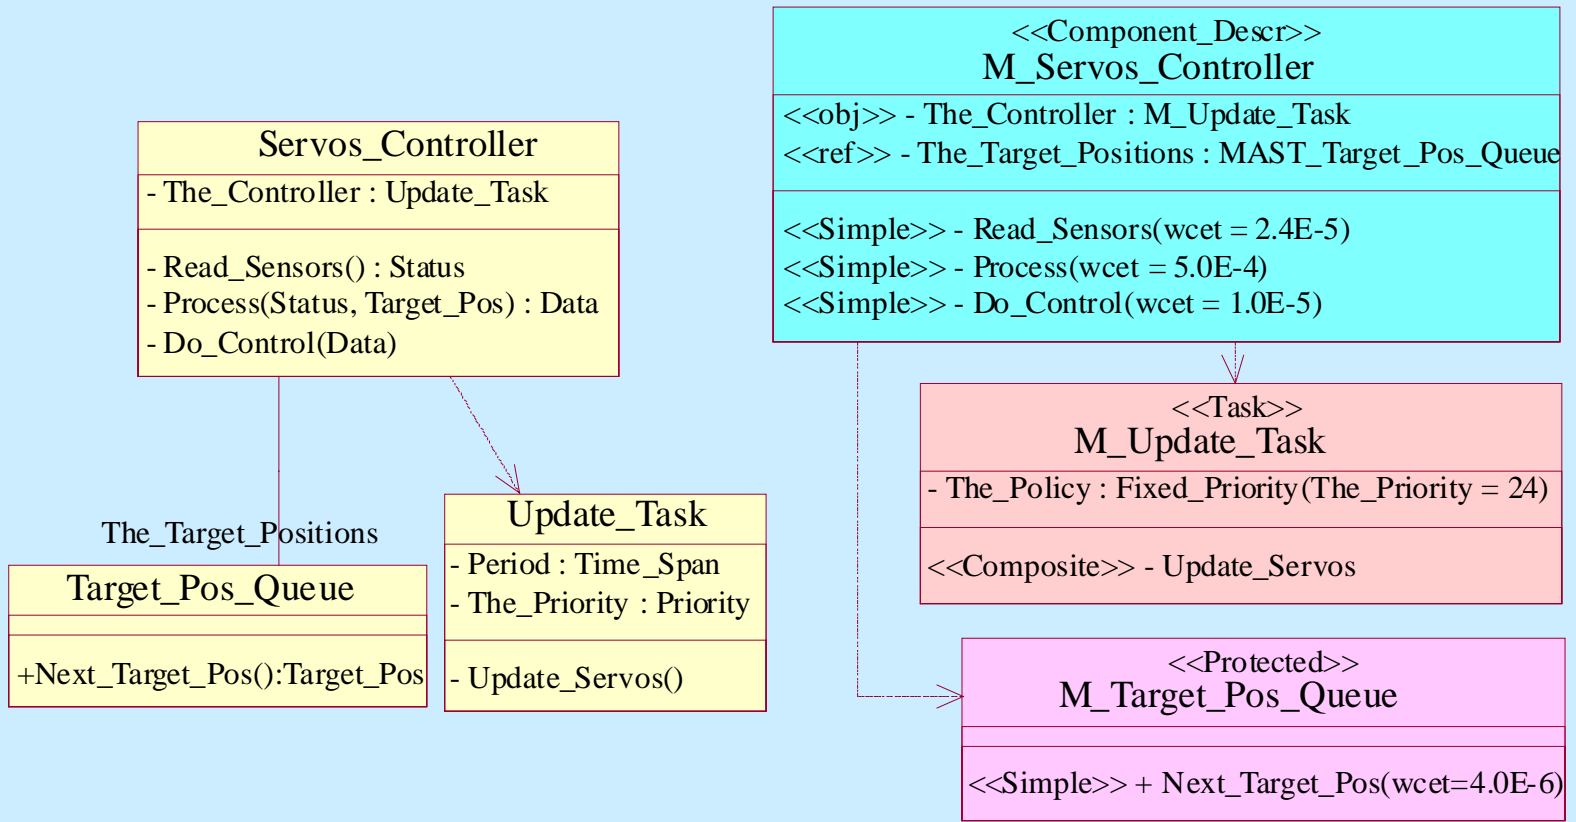 Servos_Controller
- The_Controller : Update_Task
- Read_Sensors() : Status
- Process(Status, Target_Pos) : Data
- Do_Control(Data)
The_Target_Positions
Target_Pos_Queue
+Next_Target_Pos():Target_Pos
Update_Task
- Period : Time_Span
- The_Priority : Priority
- Update_Servos()
<<Component_Descr>>
M_Servos_Controller
<<obj>> - The_Controller : M_Update_Task
<<ref>> - The_Target_Positions : MAST_Target_Pos_Queue
<<Simple>> - Read_Sensors(wcet = 2.4E-5)
<<Simple>> - Process(wcet = 5.0E-4)
<<Simple>> - Do_Control(wcet = 1.0E-5)
<<Task>>
M_Update_Task
- The_Policy : Fixed_Priority(The_Priority = 24)
<<Composite>> - Update_Servos
<<Protected>>
M_Target_Pos_Queue
<<Simple>> + Next_Target_Pos(wcet=4.0E-6)